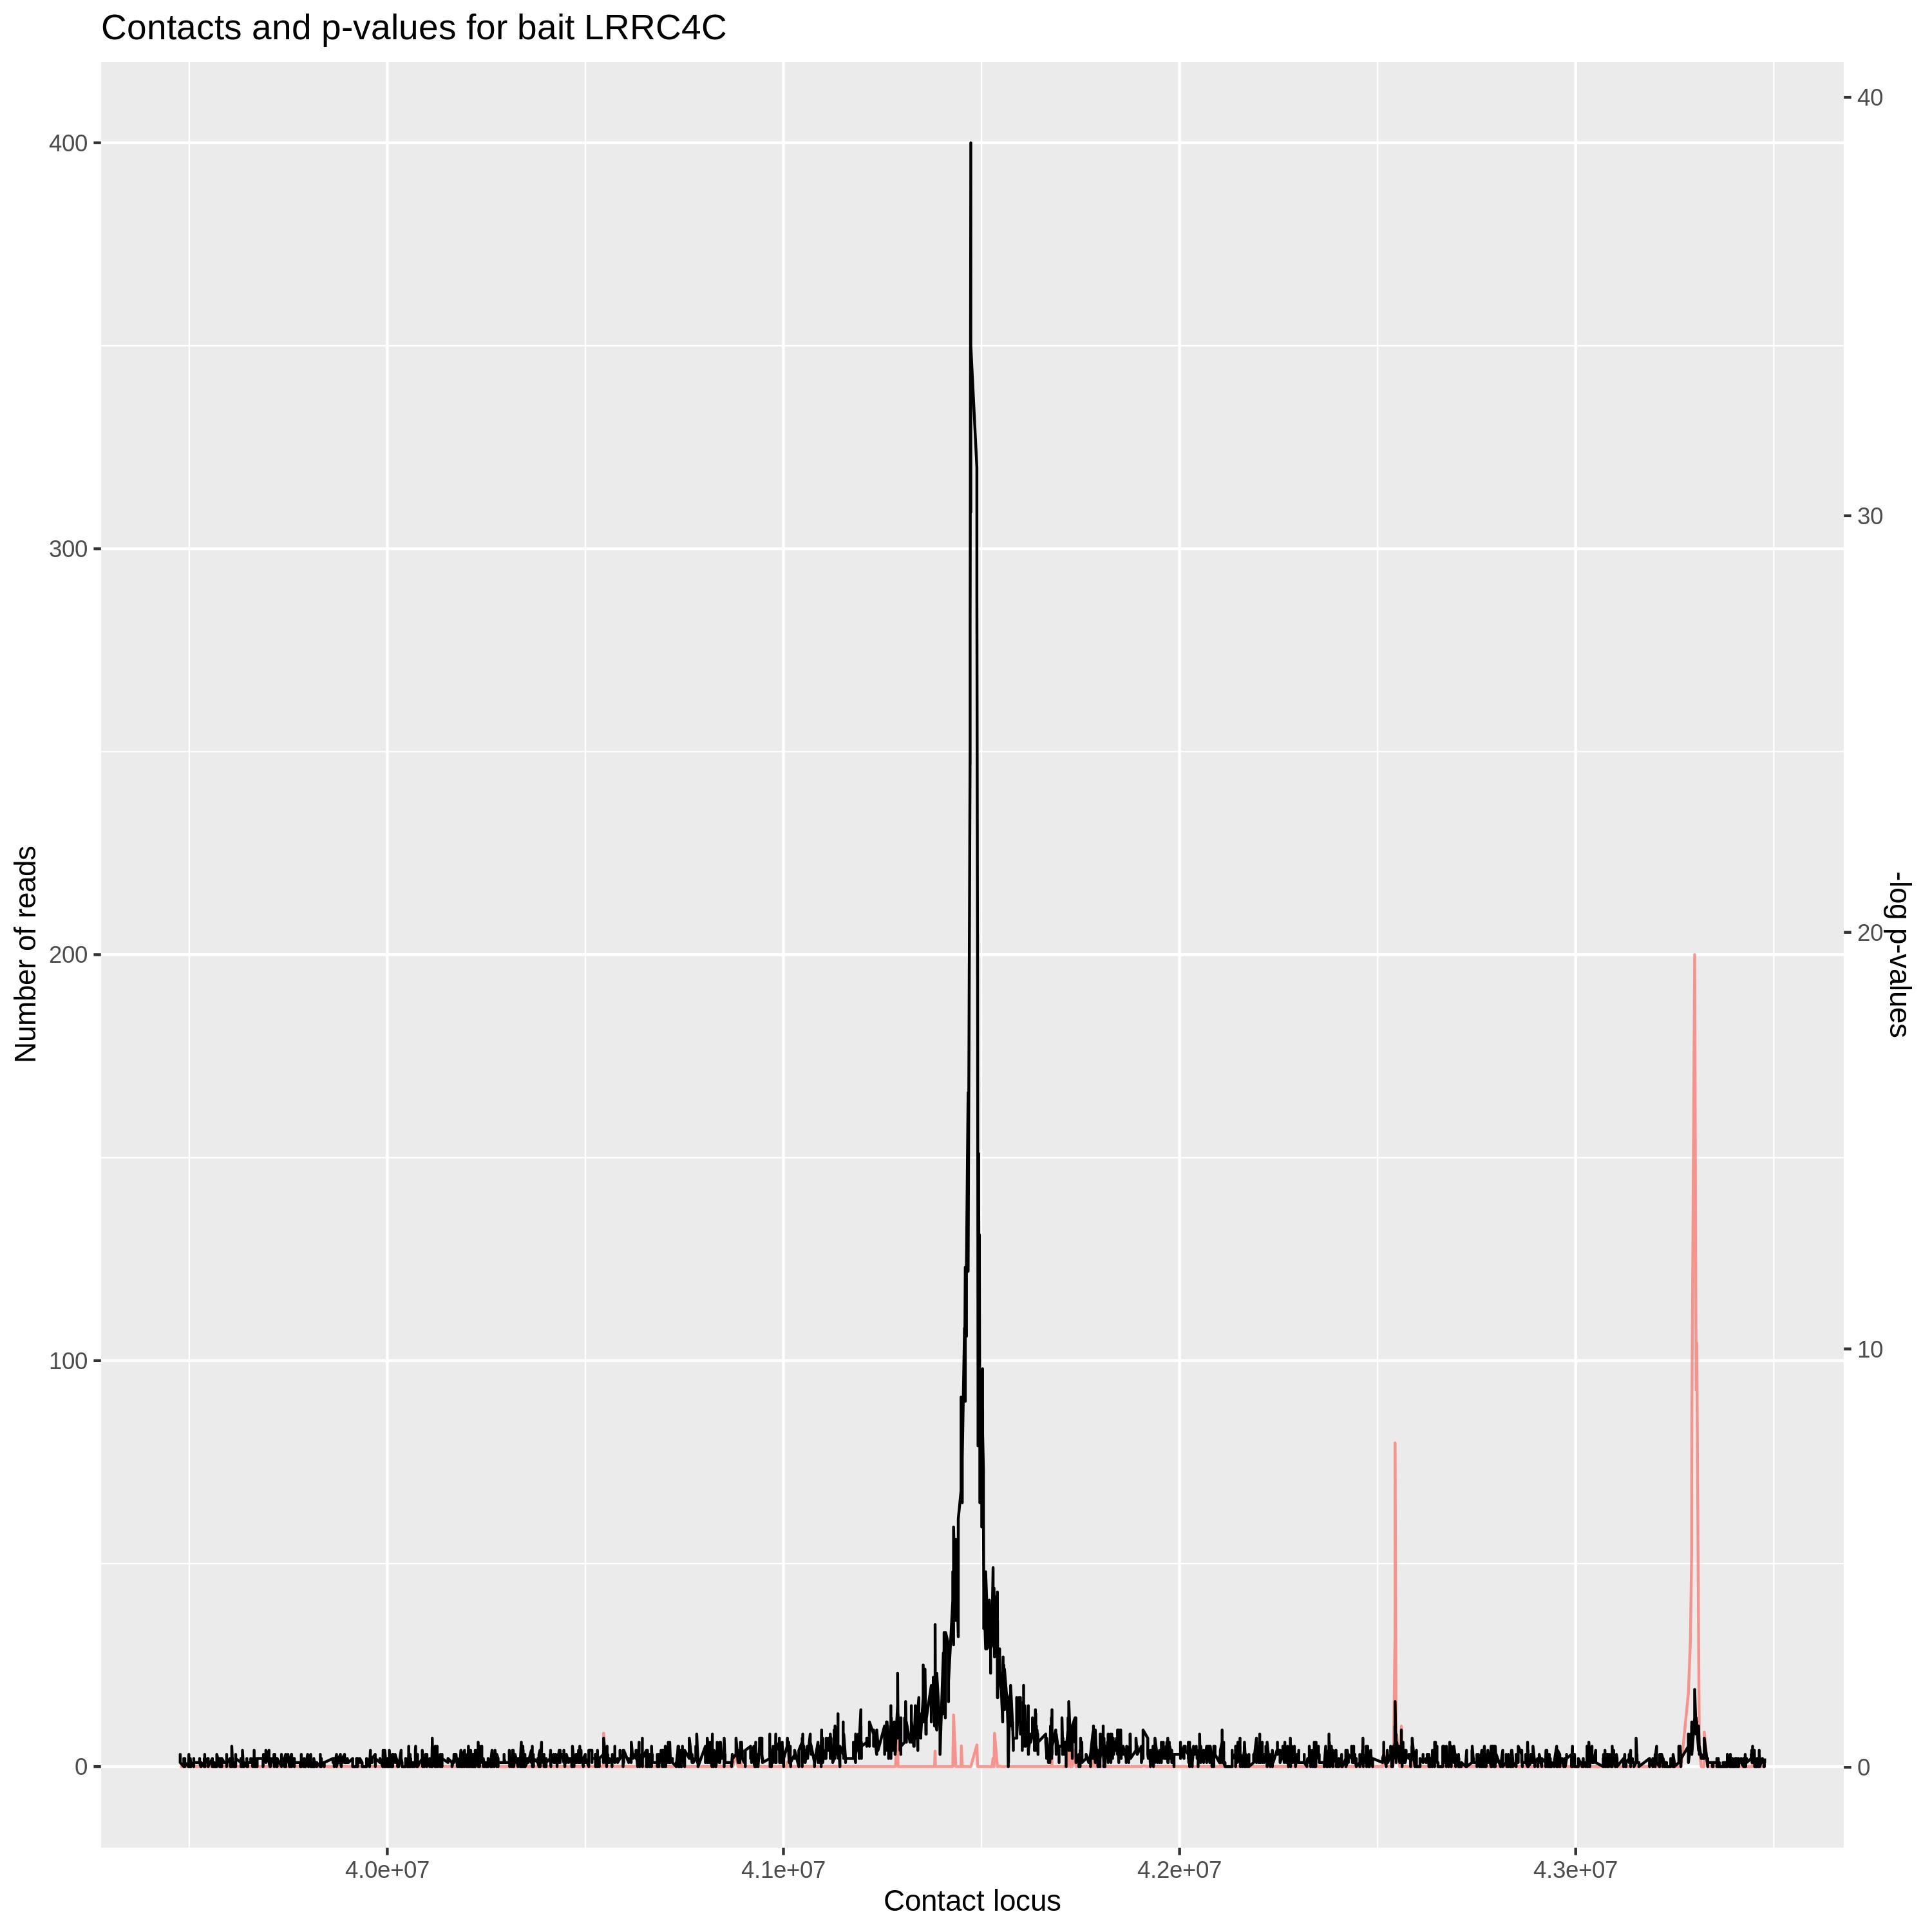 Contacts and p-values for bait LRRC4C
400
300
200
100
0
Number of reads
40
30
20
10
0
-log p-values
4.0e+07
4.1e+07
4.2e+07
4.3e+07
Contact locus